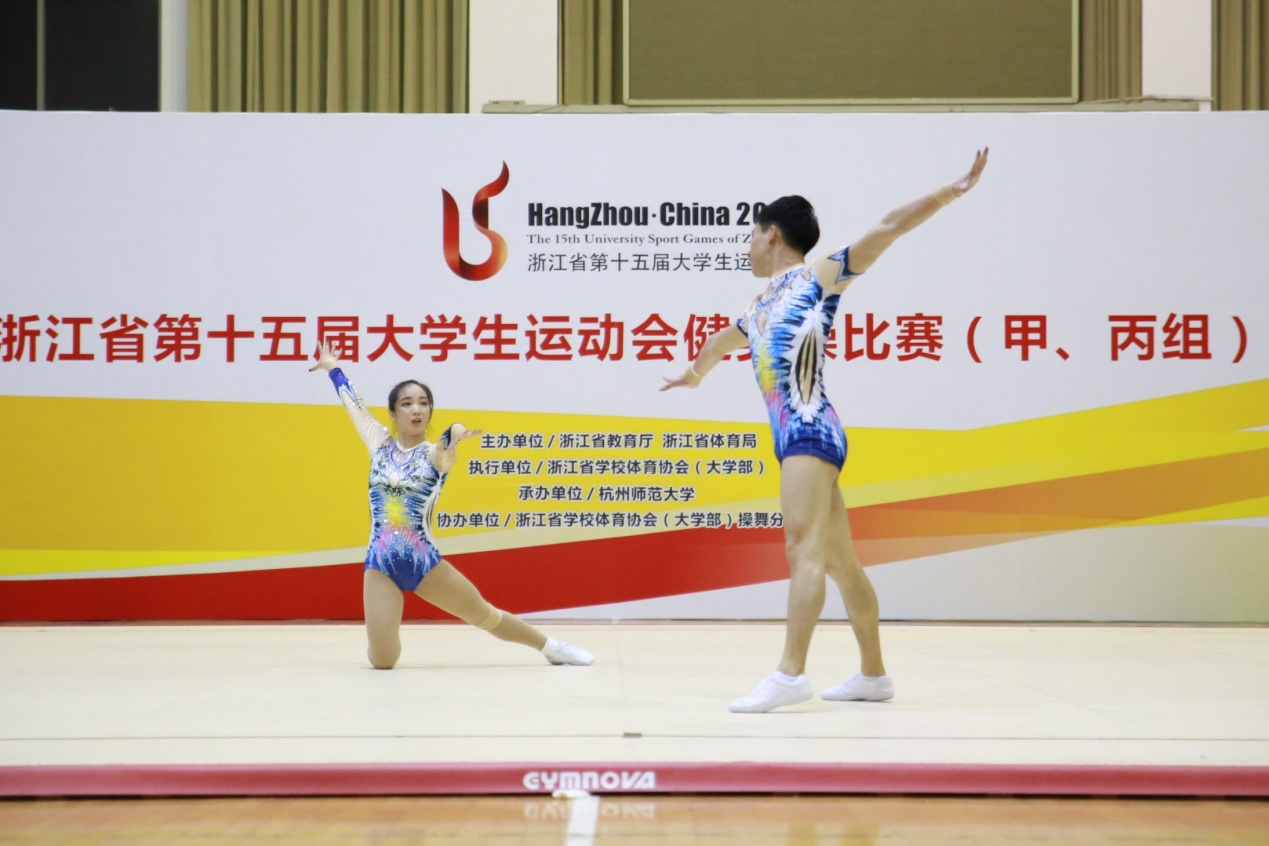 HangZhou·China 20
The 15th University Sport Games of Z
浙江省第十五届大学生运
浙江省第十五届大学生运动会健 操比赛（甲、丙组）
主办单位/浙江省教育厅 浙江省体育局
执行单位/浙江省学校体育协会（大学部）
承办单位/杭州师范大学
协办单位/浙江省学校体育协会（大学部）操舞分
GYMNOVA